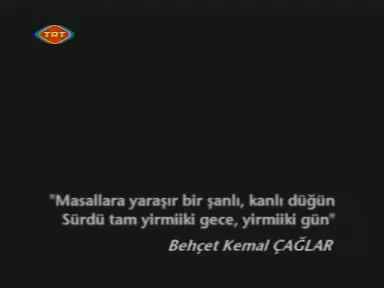 TRT
"Masallara yaraşır bir şanlı, kanlı düğün
Sürdü tam yirmiiki gece, yirmiiki gün"
Behçet Kemal ÇAĞLAR